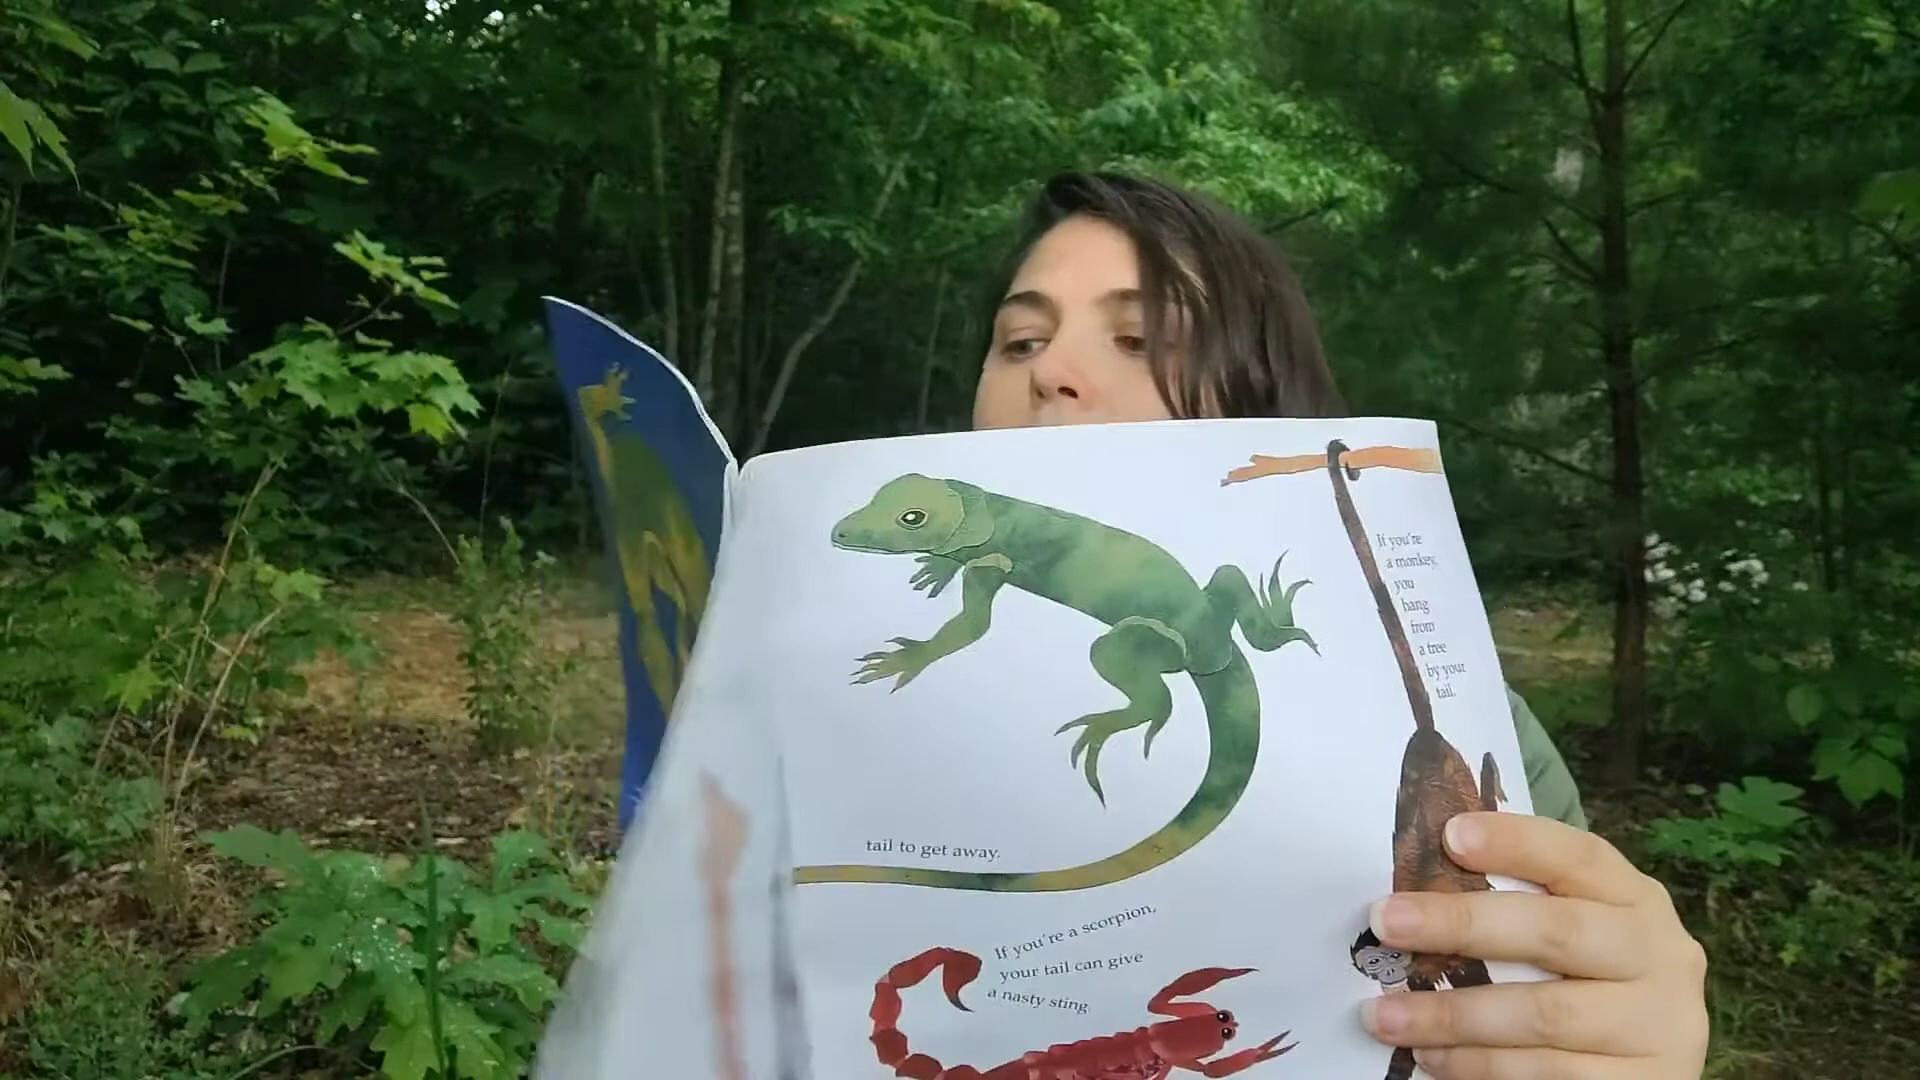 tail to get away.
If you're a scorpion,
your tail can give
a nasty sting.
If you're
a monkey,
you
hang
from
a tree
by your
tail.